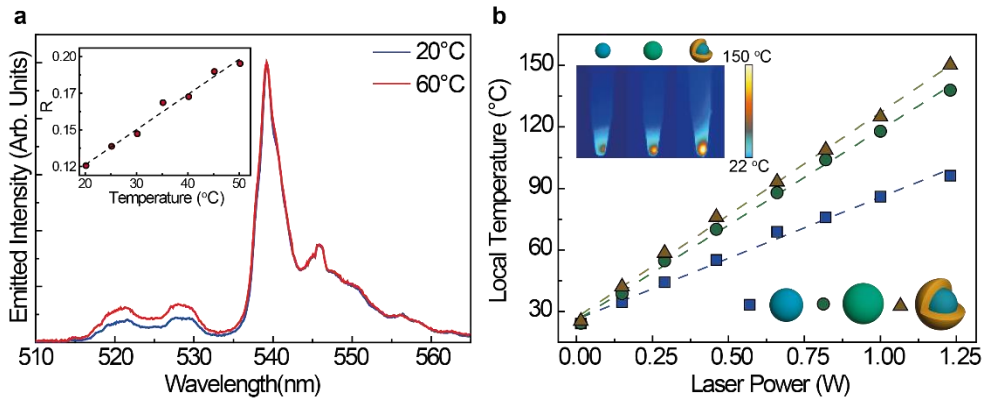 a
20°C
60°C
0.20
0.18
0.15
0.12
R
20
30
40
50
Temperature (°C)
Emitted Intensity (Arb. Units)
510
520
530
540
550
560
Wavelength(nm)
b
150 °C
22 °C
150
120
90
60
30
Local Temperature (°C)
0.00
0.25
0.50
0.75
1.00
1.25
Laser Power (W)